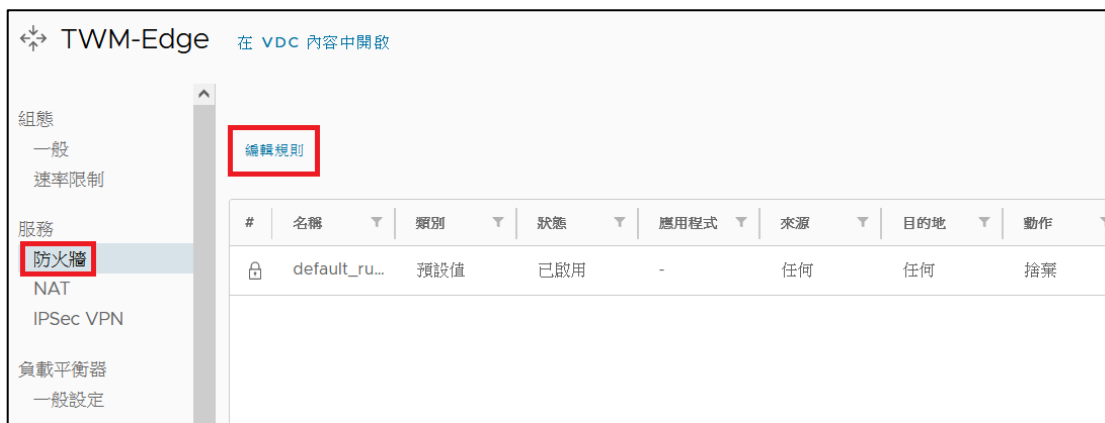 TWM-Edge 在 VDC 內容中開啟
組態
一般
速率限制
服務
防火牆
NAT
IPSec VPN
負載平衡器
一般設定
編輯規則
# 名稱 類別 狀態 應用程式 來源 目的地 動作
default_ru... 預設值 已啟用 - 任何 任何 捨棄